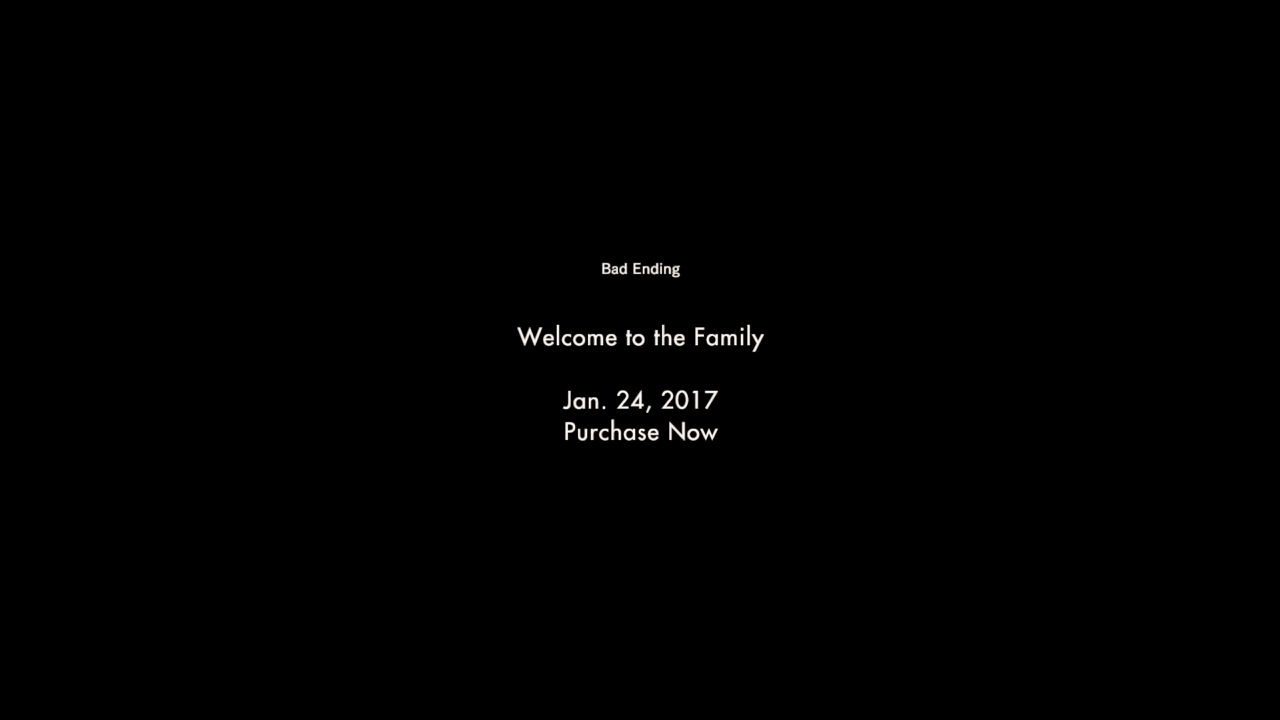 Bad Ending
Welcome to the Family
Jan. 24, 2017
Purchase Now